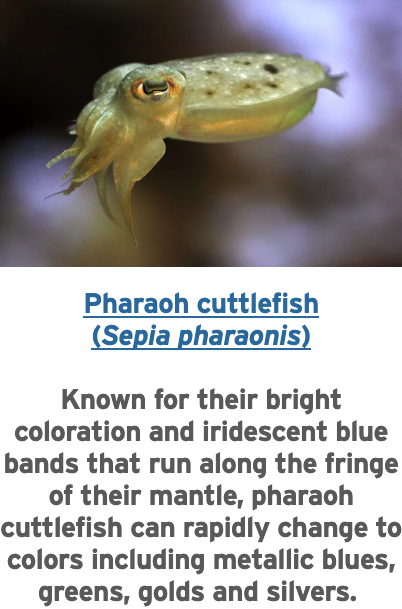 Pharaoh cuttlefish
(Sepia pharaonis)
Known for their bright
coloration and iridescent blue
bands that run along the fringe
of their mantle, pharaoh
cuttlefish can rapidly change to
colors including metallic blues,
greens, golds and silvers.